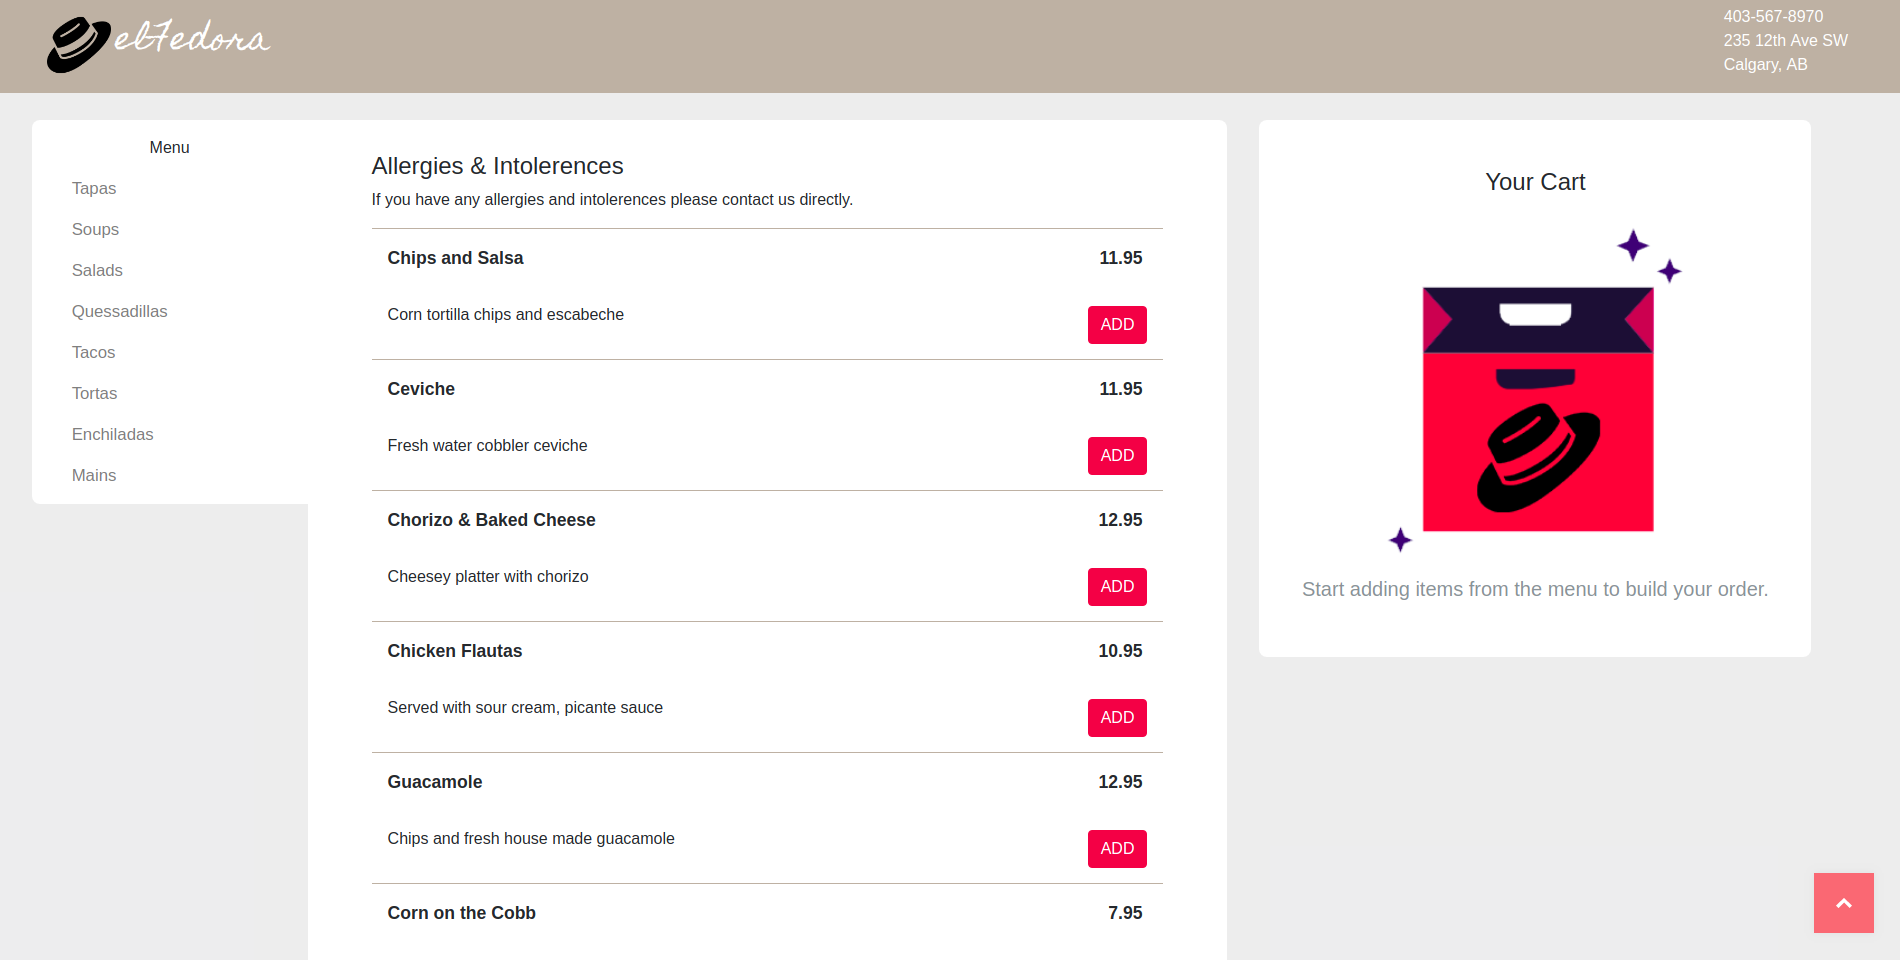 elFedora
403-567-8970
235 12th Ave SW
Calgary, AB
Menu
Tapas
Soups
Salads
Quessadillas
Tacos
Tortas
Enchiladas
Mains
Allergies & Intolerences
If you have any allergies and intolerences please contact us directly.
Chips and Salsa 11.95
Corn tortilla chips and escabeche
ADD
Ceviche 11.95
Fresh water cobbler ceviche
ADD
Chorizo & Baked Cheese 12.95
Cheesey platter with chorizo
ADD
Chicken Flautas 10.95
Served with sour cream, picante sauce
ADD
Guacamole 12.95
Chips and fresh house made guacamole
ADD
Corn on the Cobb 7.95
Your Cart
Start adding items from the menu to build your order.